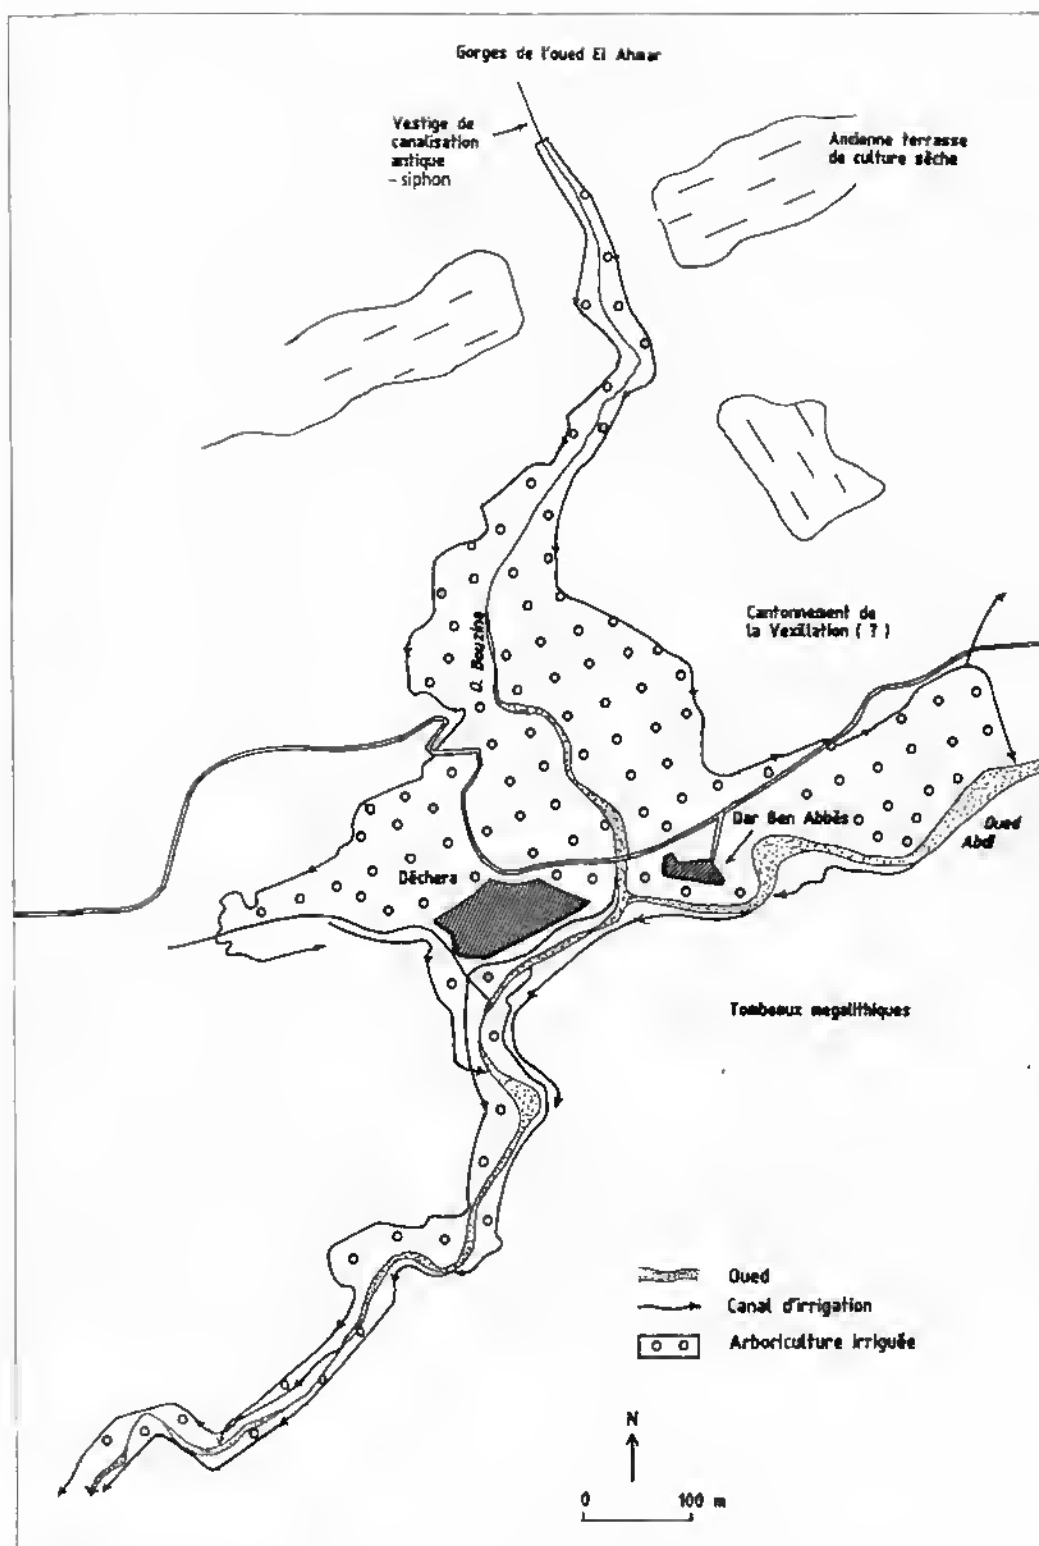 Gorges de l'oued El Ahmar
Vestige de
canalisation
antique
- siphon
Ancienne terrasse
de culture sèche
Cantonnement de
la Vexillation ( ? )
O. Bouzina
Dar Ben Abbès
Oued
Abdi
Dêchera
Tombeaux megalithiques
Oued
Canal d'irrigation
Arboriculture irriguée
N
0 100 m